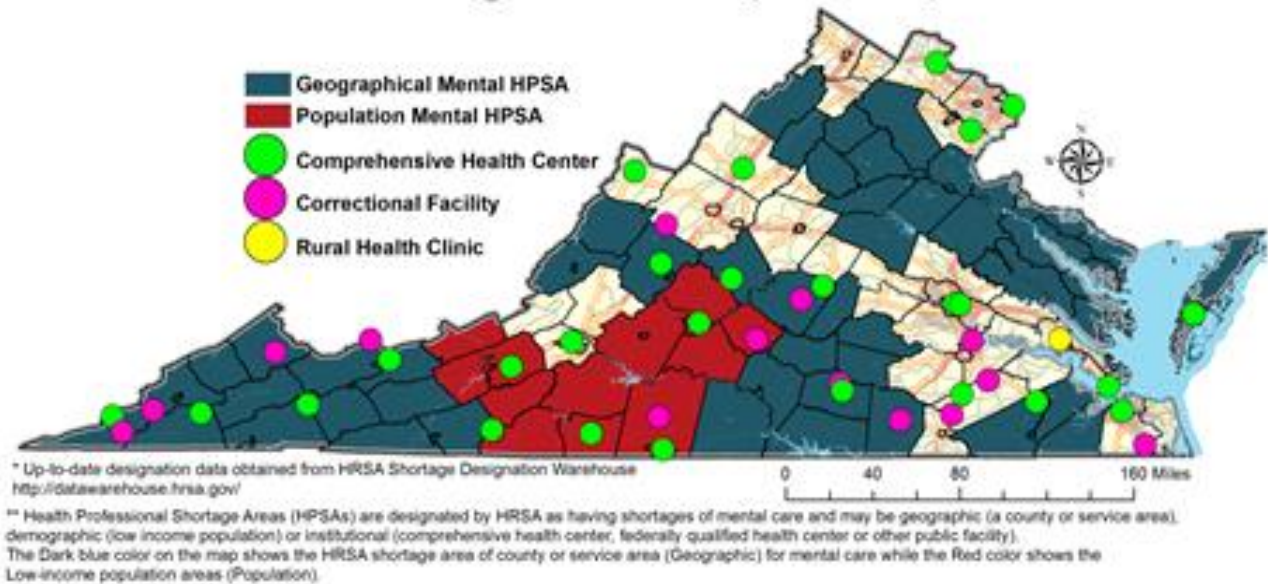 Geographical Mental HPSA
Population Mental HPSA
Comprehensive Health Center
Correctional Facility
Rural Health Clinic
N
W E
S
0 40 80 160 Miles
* Up-to-date designation data obtained from HRSA Shortage Designation Warehouse
http://datawarehouse.hrsa.gov/
** Health Professional Shortage Areas (HPSAs) are designated by HRSA as having shortages of mental care and may be geographic (a county or service area),
demographic (low income population) or institutional (comprehensive health center, federally qualified health center or other public facility).
The Dark blue color on the map shows the HRSA shortage area of county or service area (Geographic) for mental care while the Red color shows the
Low-income population areas (Population).